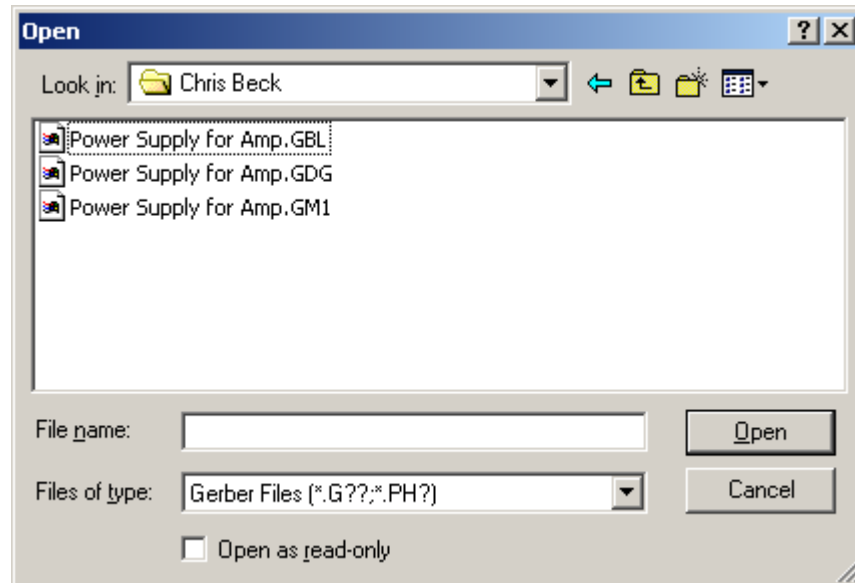 Open
Look in: Chris Beck
Power Supply for Amp.GBL
Power Supply for Amp.GDG
Power Supply for Amp.GM1
File name: Open
Files of type: Gerber Files (*.G??;*.PH?) Cancel
Open as read-only